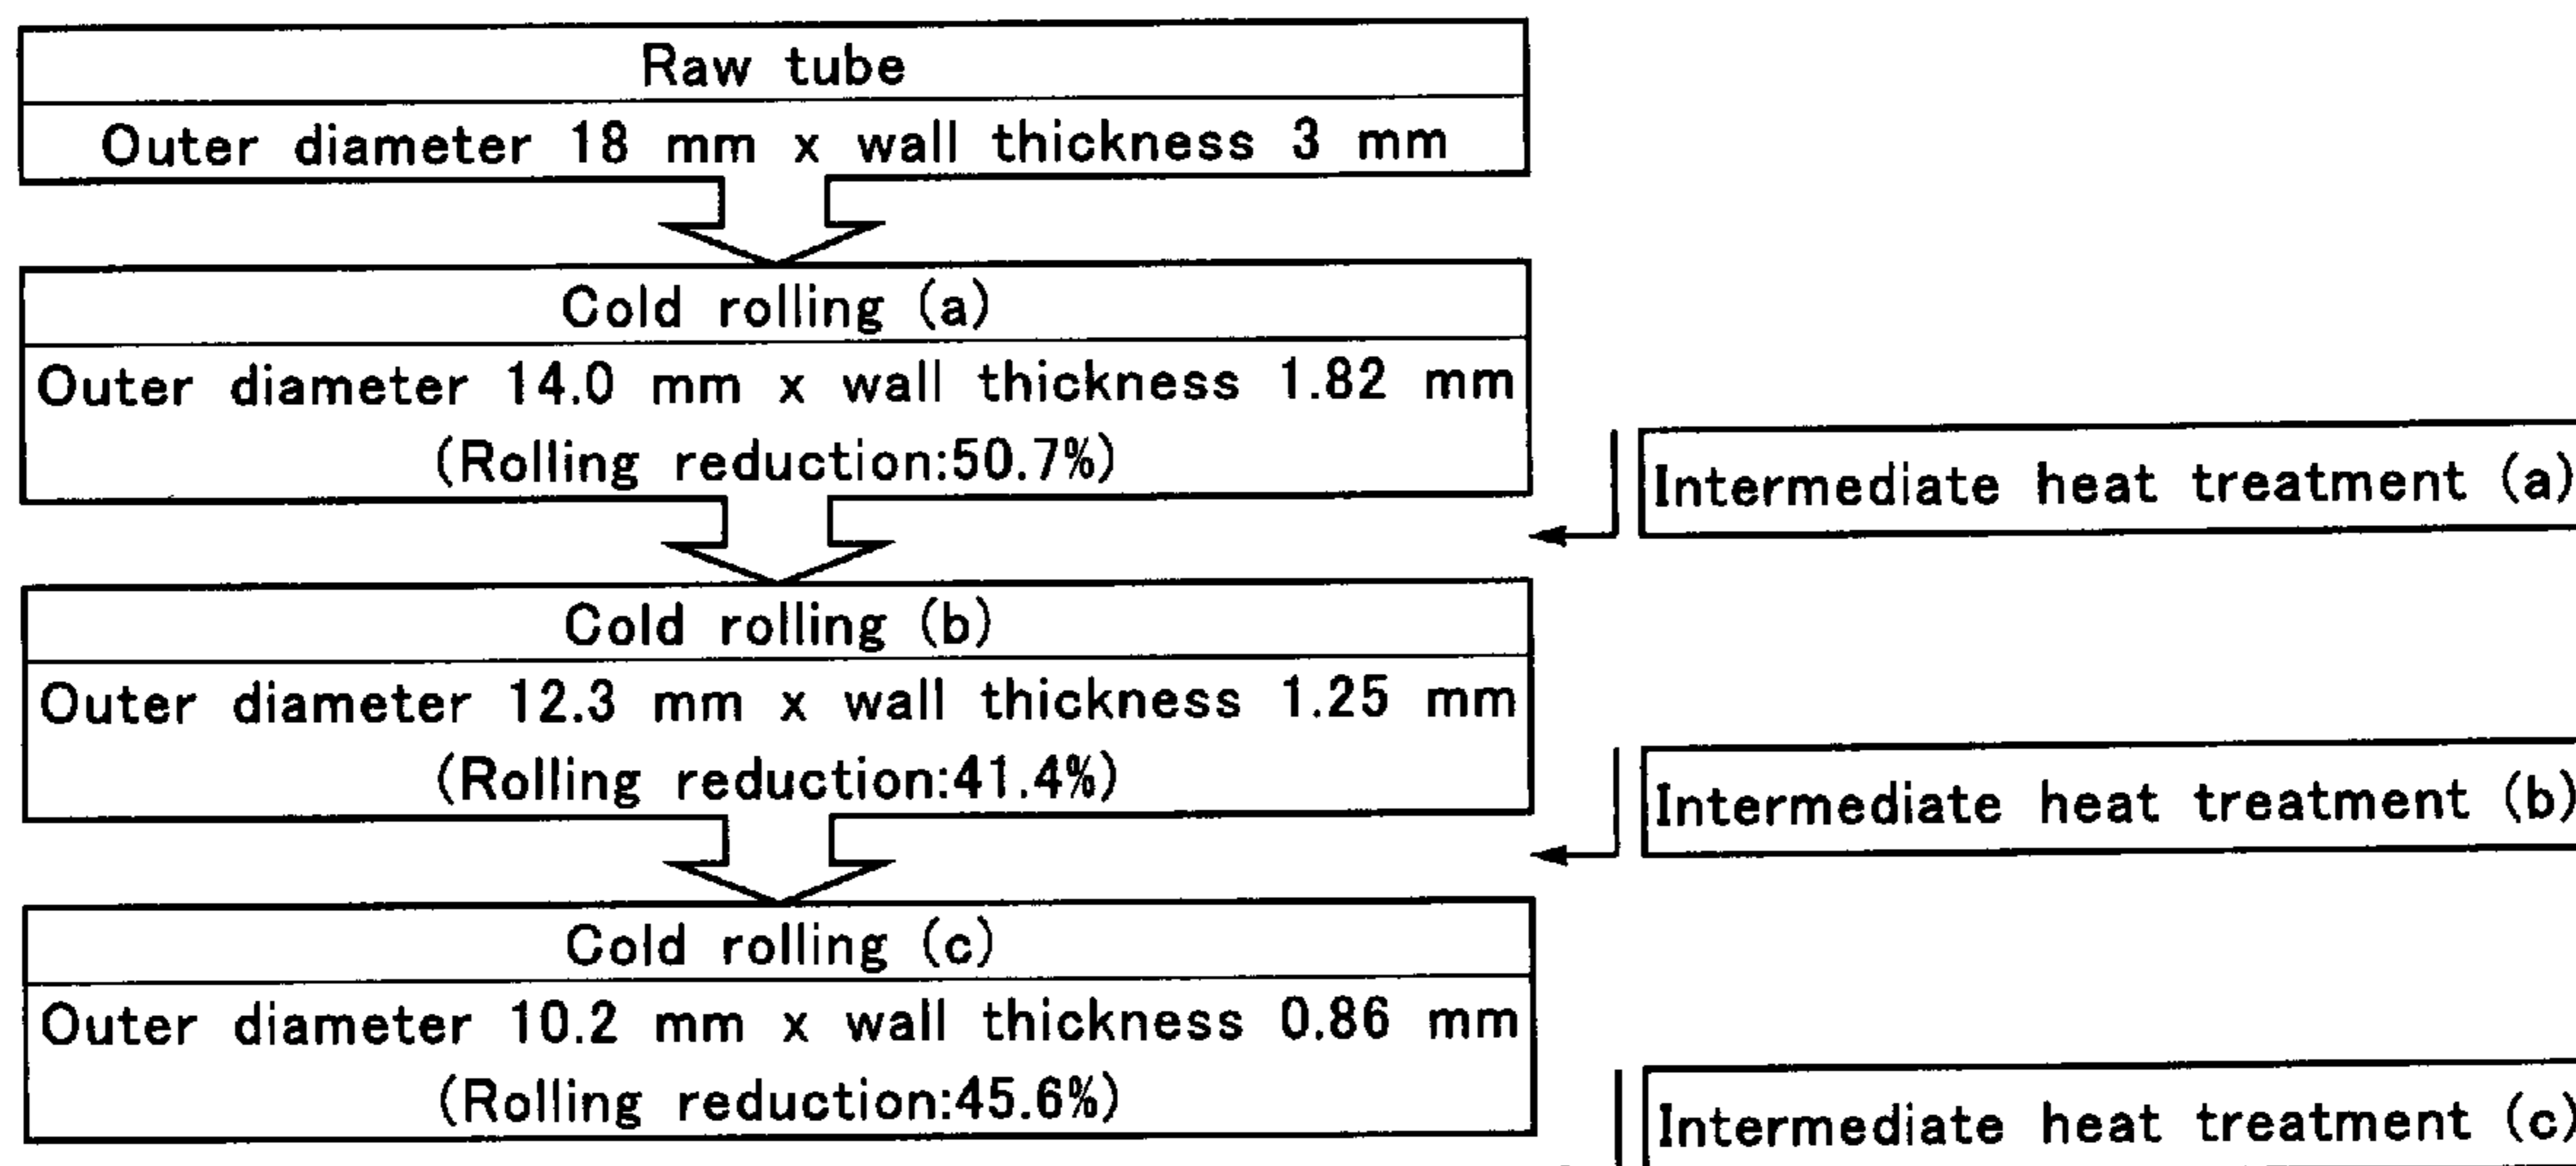 Raw tube
Outer diameter 18 mm x wall thickness 3 mm
Cold rolling (a)
Outer diameter 14.0 mm x wall thickness 1.82 mm
(Rolling reduction:50.7%)
Intermediate heat treatment (a)
Cold rolling (b)
Outer diameter 12.3 mm x wall thickness 1.25 mm
(Rolling reduction:41.4%)
Intermediate heat treatment (b)
Cold rolling (c)
Outer diameter 10.2 mm x wall thickness 0.86 mm
(Rolling reduction:45.6%)
Intermediate heat treatment (c)